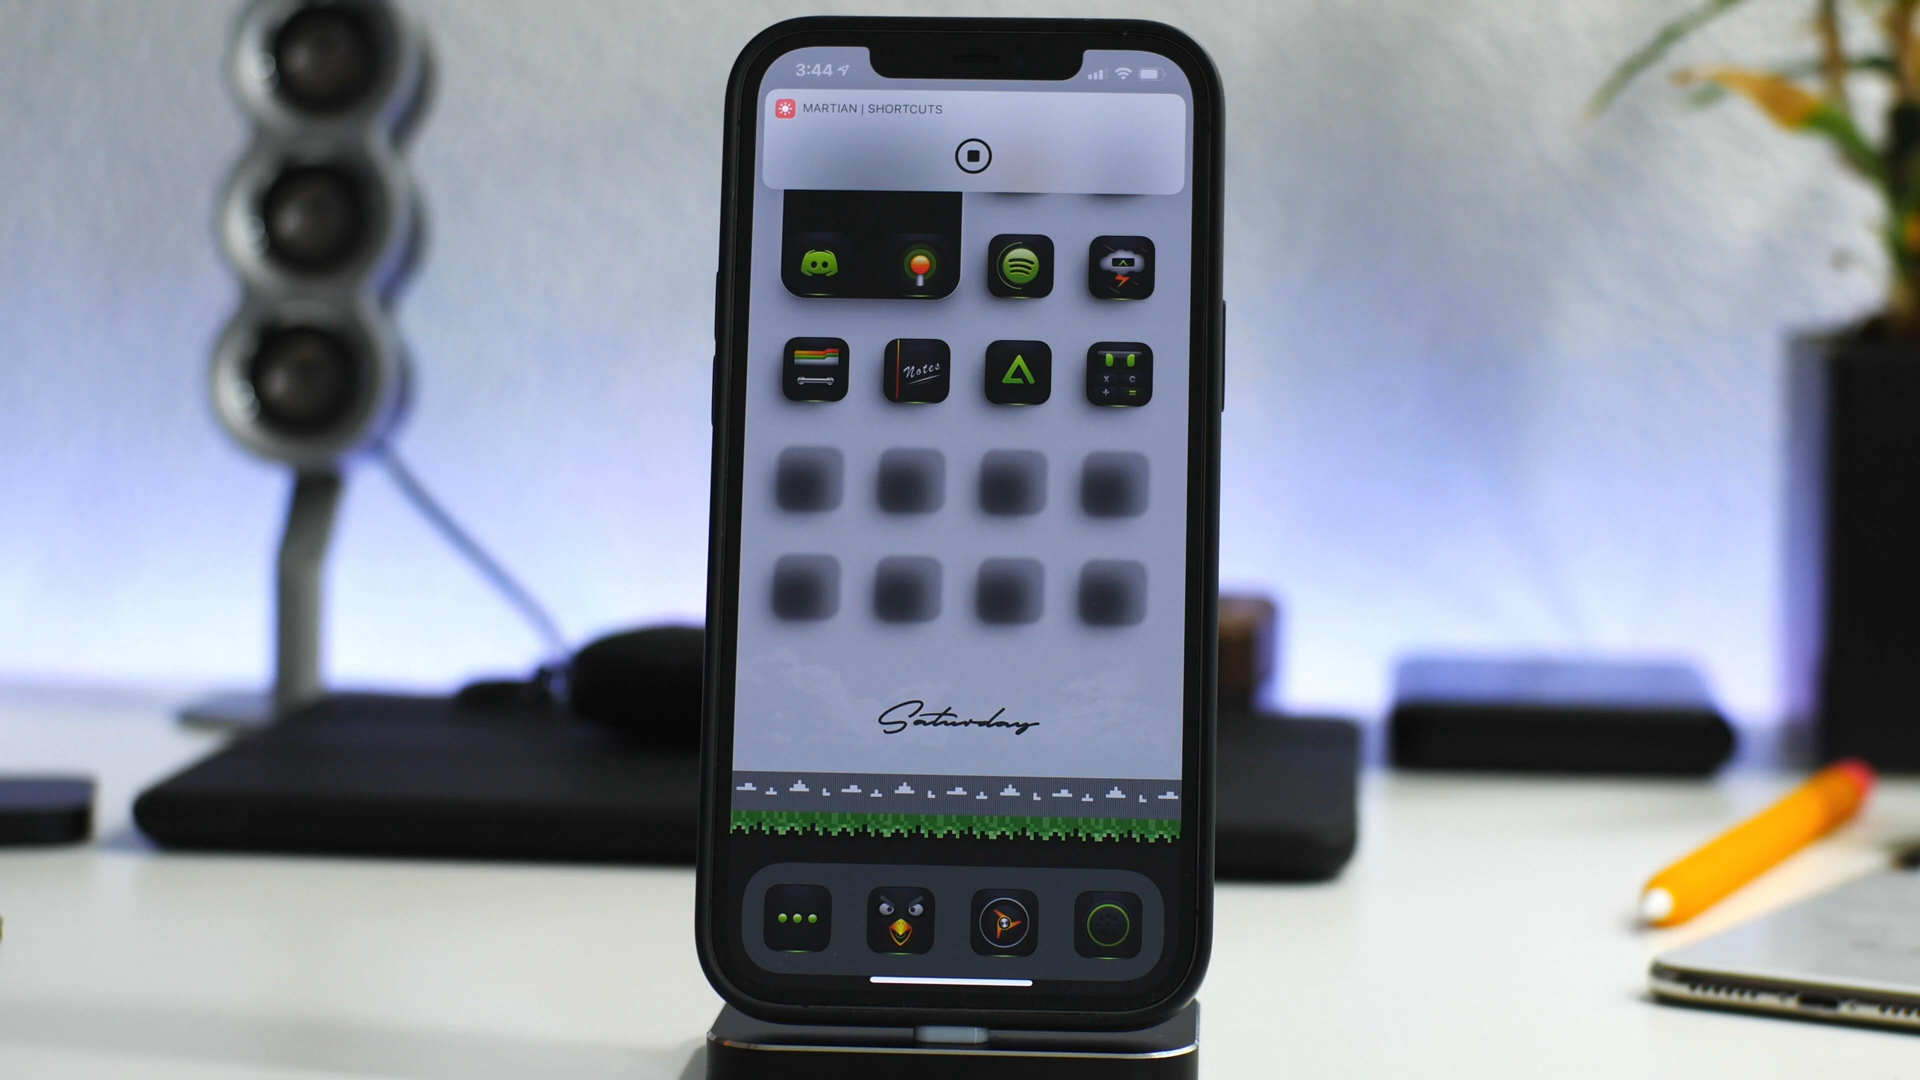 3:44
MARTIAN | SHORTCUTS
Notes
X C
+ =
Saturday